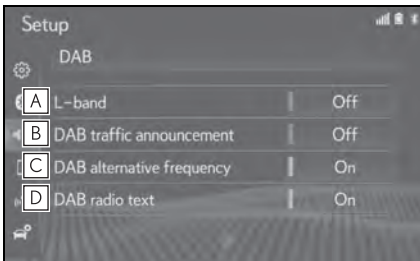 Setup
DAB
A L-band Off
B DAB traffic announcement Off
C DAB alternative frequency On
D DAB radio text On